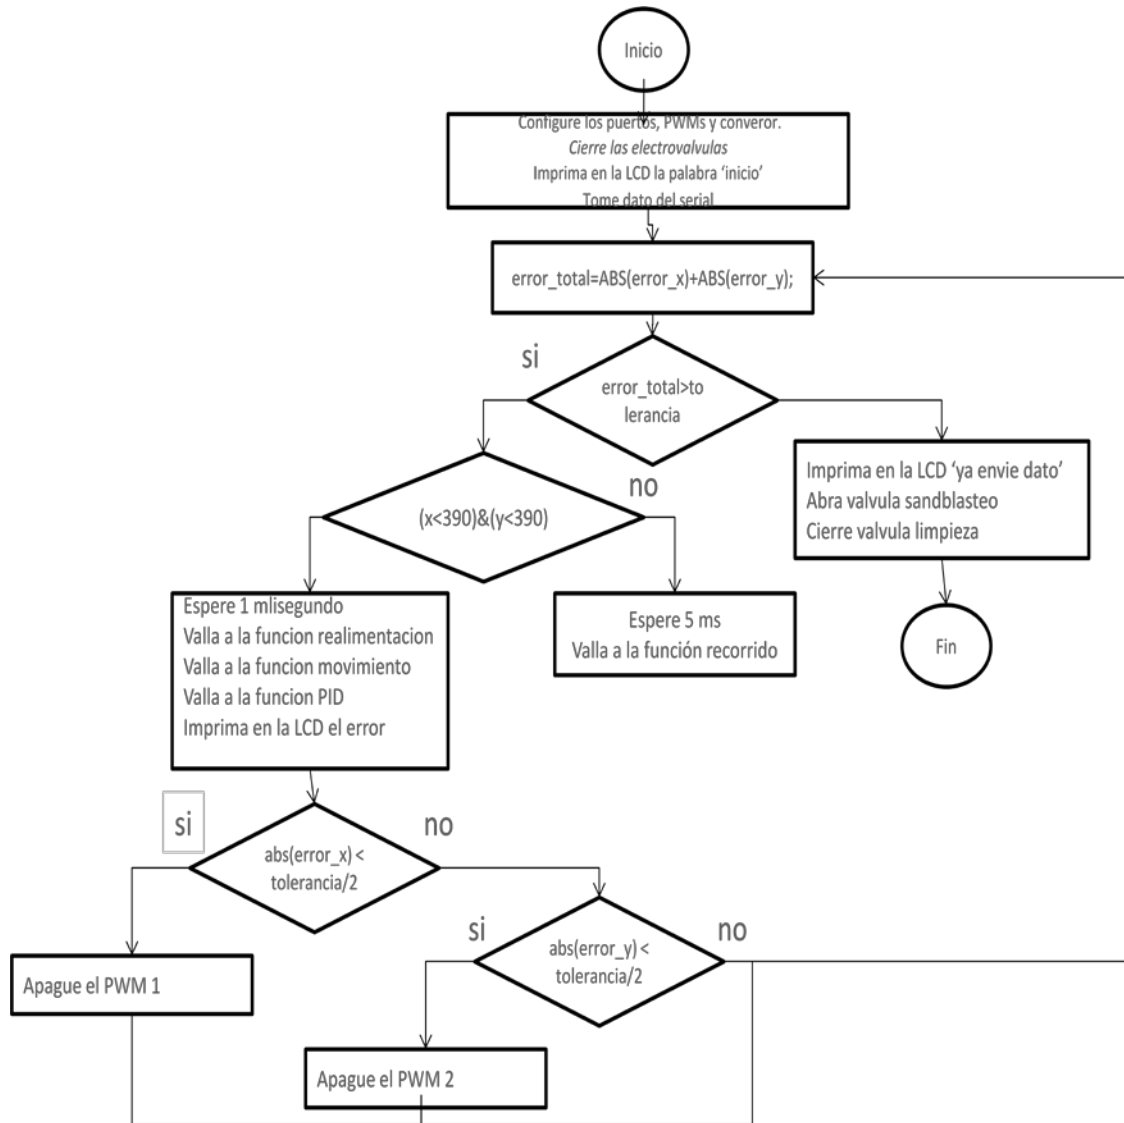 Inicio
Configure los puertos, PWMs y converor.
Cierre las electrovalvulas
Imprima en la LCD la palabra ‘inicio’
Tome dato del serial
error_total=ABS(error_x)+ABS(error_y);
si
error_total>to
lerancia
(x<390)&(y<390)
no
Imprima en la LCD ‘ya envie dato’
Abra valvula sandblasteo
Cierre valvula limpieza
Espere 1 mlisegundo
Valla a la funcion realimentacion
Valla a la funcion movimiento
Valla a la funcion PID
Imprima en la LCD el error
Espere 5 ms
Valla a la función recorrido
Fin
si
no
abs(error_x) <
tolerancia/2
si
no
abs(error_y) <
tolerancia/2
Apague el PWM 1
Apague el PWM 2